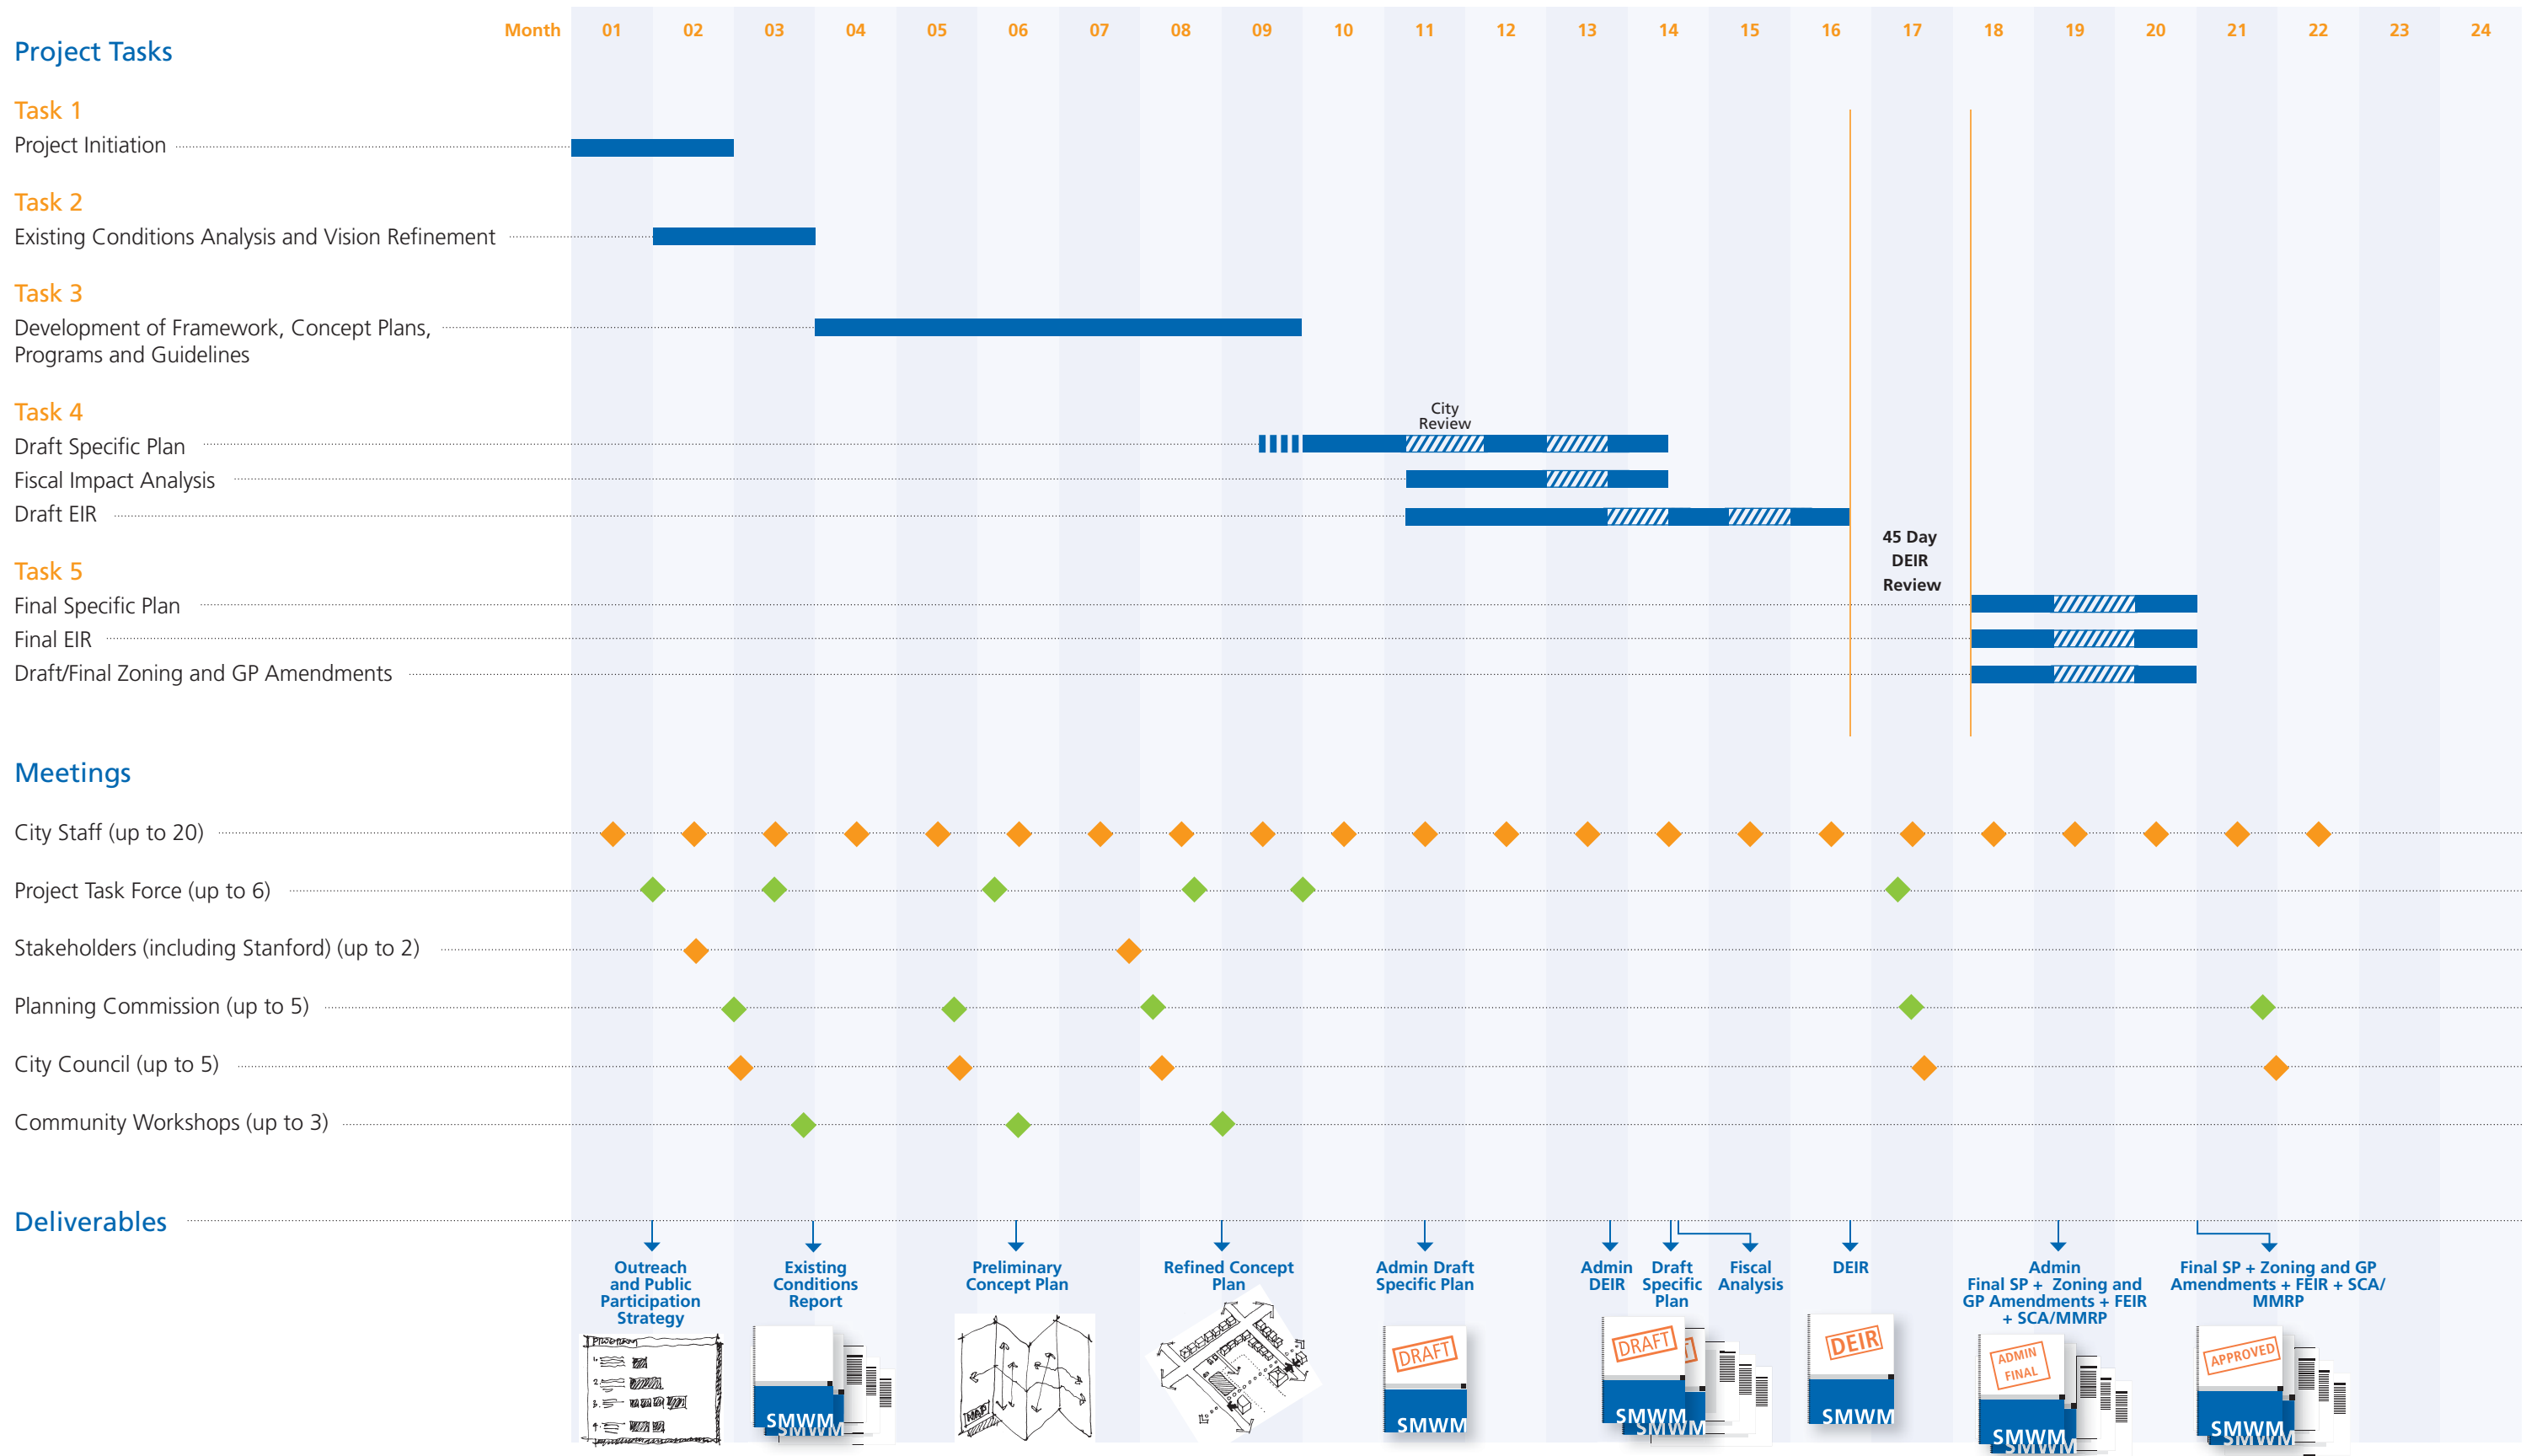 Month 01 02 03 04 05 06 07 08 09 10 11 12 13 14 15 16 17 18 19 20 21 22 23 24
Project Tasks
Task 1
Project Initiation
Task 2
Existing Conditions Analysis and Vision Refinement
Task 3
Development of Framework, Concept Plans,
Programs and Guidelines
Task 4
City
Review
Draft Specific Plan
Fiscal Impact Analysis
Draft EIR
45 Day
DEIR
Review
Task 5
Final Specific Plan
Final EIR
Draft/Final Zoning and GP Amendments
Meetings
City Staff (up to 20)
Project Task Force (up to 6)
Stakeholders (including Stanford) (up to 2)
Planning Commission (up to 5)
City Council (up to 5)
Community Workshops (up to 3)
Deliverables
Outreach
and Public
Participation
Strategy
Existing
Conditions
Report
Preliminary
Concept Plan
Refined Concept
Plan
Admin Draft
Specific Plan
Admin
DEIR
Draft
Specific
Plan
Fiscal
Analysis
DEIR
Admin
Final SP + Zoning and
GP Amendments + FEIR
+ SCA/MMRP
Final SP + Zoning and GP
Amendments + FEIR + SCA/
MMRP
SMWM
SMWM
MAP
DRAFT
SMWM
DRAFT
SMWM
SMWM
DEIR
SMWM
ADMIN
FINAL
SMWM
SMWM
APPROVED
SMWM
SMWM